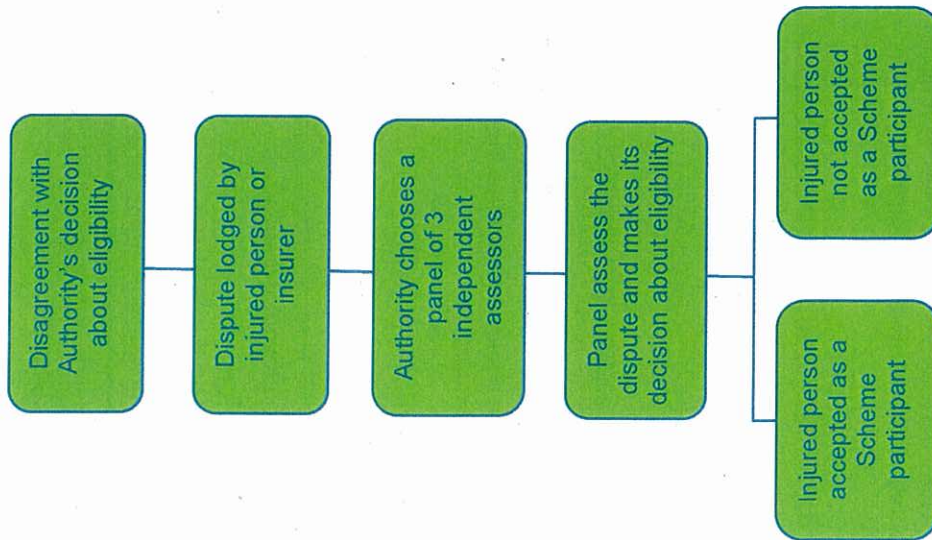 Disagreement with
Authority's decision
about eligibility
Dispute lodged by
injured person or
insurer
Authority chooses a
panel of 3
independent
assessors
Panel assess the
dispute and makes its
decision about eligibility
Injured person
accepted as a
Scheme
participant
Injured person
not accepted
as a Scheme
participant